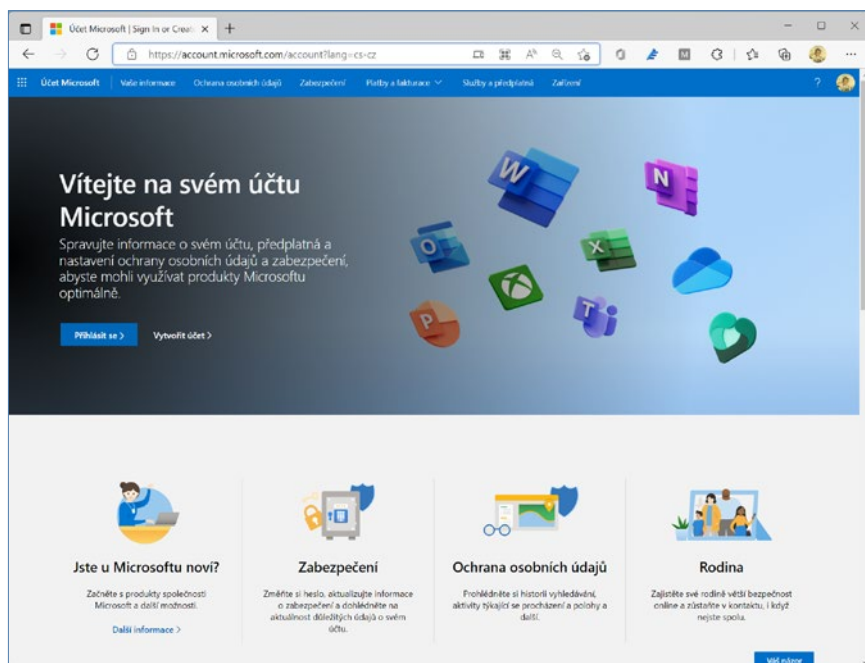 Účet Microsoft | Sign In or Creat
https://account.microsoft.com/account?lang=cs-cz
Účet Microsoft Vaše informace Ochrana osobních údajů Zabezpečení Platby a fakturace Služby a předplatná Zařízení ?
Vítejte na svém účtu
Microsoft
Spravujte informace o svém účtu, předplatná a
nastavení ochrany osobních údajů a zabezpečení,
abyste mohli využívat produkty Microsoftu
optimálně.
Přihlásit se > Vytvořit účet >
W
N
O
X
P
T
Jste u Microsoftu noví?
Začněte s produkty společnosti
Microsoft a další možnosti.
Další informace >
Zabezpečení
Změňte si heslo, aktualizujte informace
o zabezpečení a dohlédněte na
aktuálnost důležitých údajů o svém
účtu.
Ochrana osobních údajů
Prohlédněte si historii vyhledávání,
aktivity týkající se procházení a polohy a
další.
Rodina
Zajistěte své rodině větší bezpečnost
online a zůstaňte v kontaktu, i když
nejste spolu.
Váš názor